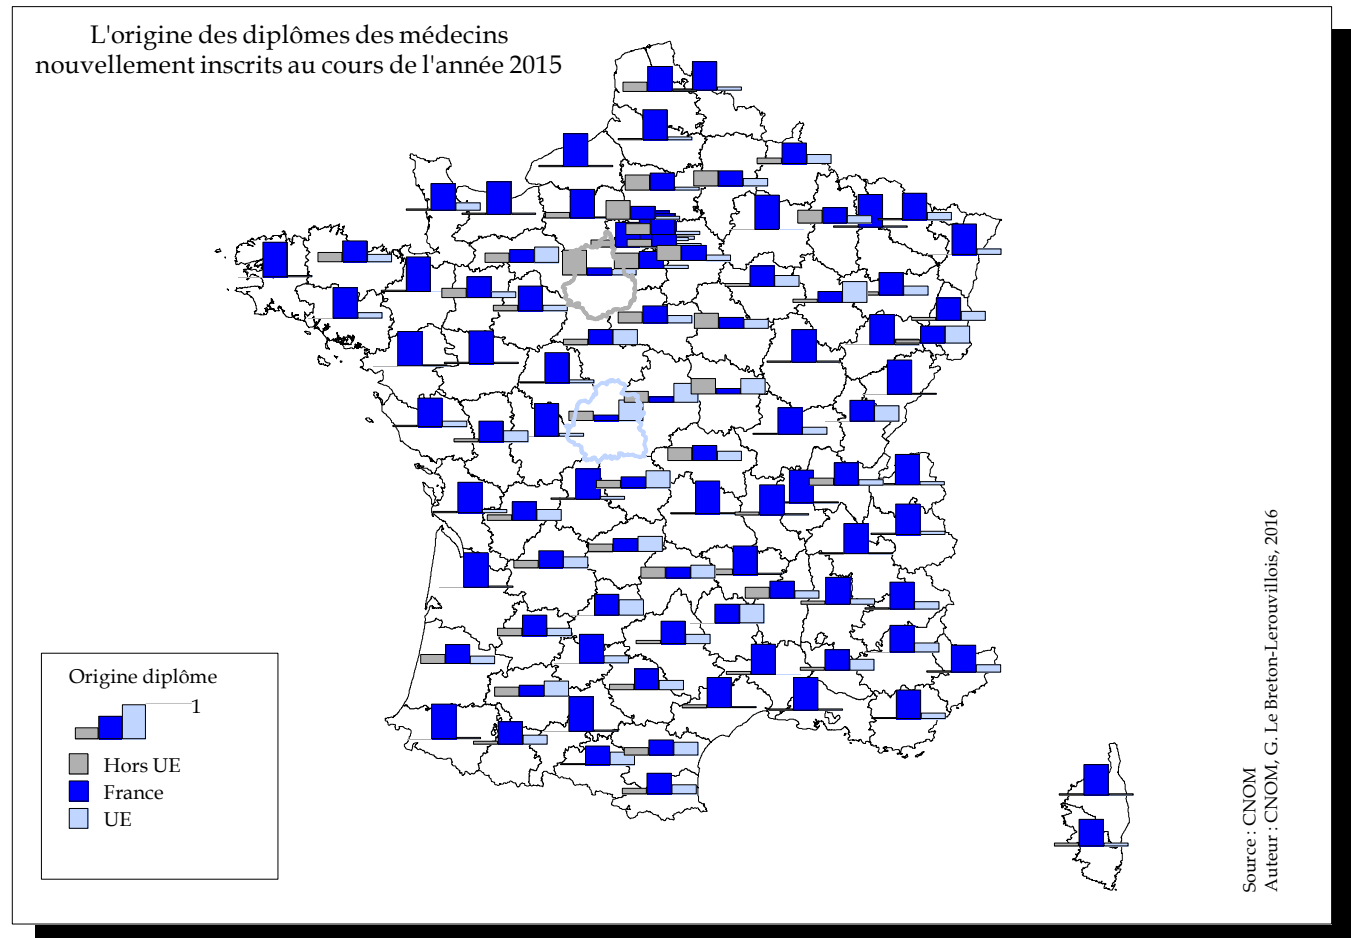 L'origine des diplômes des médecins
nouvellement inscrits au cours de l'année 2015
Origine diplôme
1
Hors UE
France
UE
Source : CNOM
Auteur : CNOM, G. Le Breton-Lerouvillois, 2016